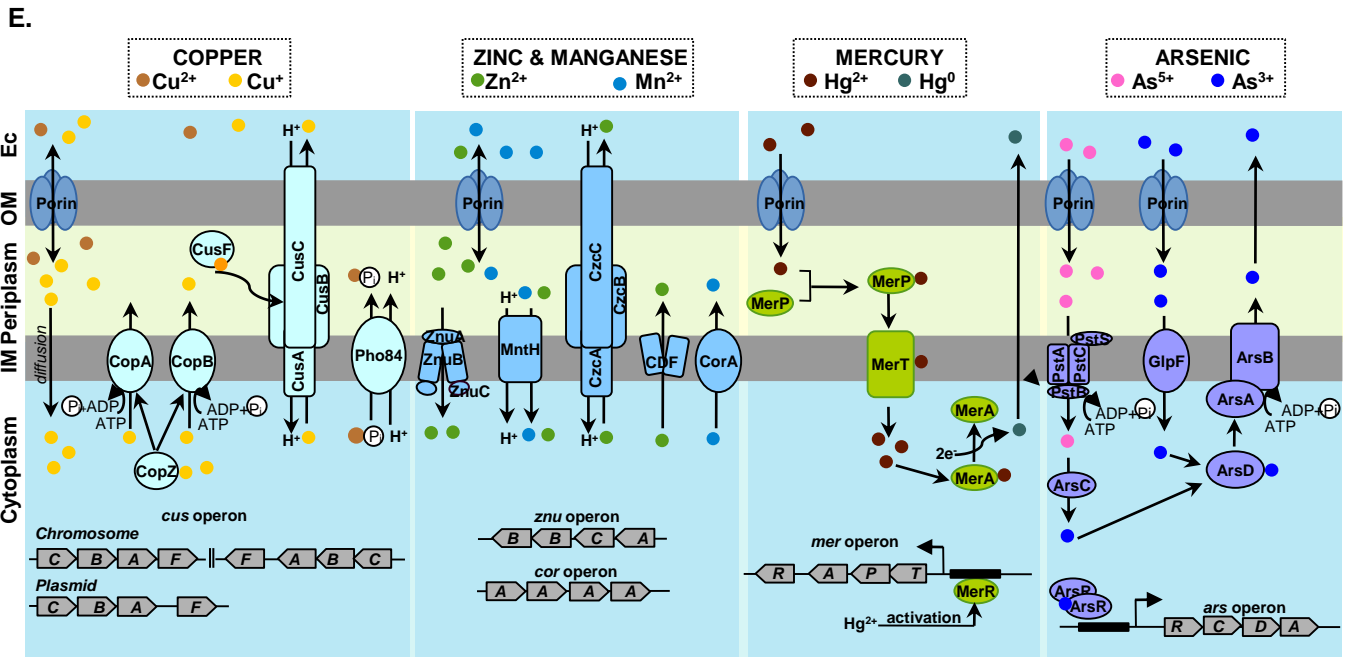 E.
COPPER
Cu2+ Cu+
ZINC & MANGANESE
Zn2+ Mn2+
MERCURY
Hg2+ Hg0
ARSENIC
As5+ As3+
Ec
OM
Periplasm
IM
Cytoplasm
Porin
diffusion
CopA
CopB
CusF
CusC
CusB
CusA
H+
H+
Pho84
Pi
H+
Pi
H+
Pi+ADP
ATP
ADP+Pi
ATP
CopZ
cus operon
Chromosome
C B A F F A B C
Plasmid
C B A F
Porin
ZnuA
ZnuB
ZnuC
H+
MntH
H+
H+
CzcC
CzcB
CzcA
H+
CDF
CorA
znu operon
B B C A
cor operon
A A A A
Porin
MerP
MerP
MerT
MerA
2e-
MerA
mer operon
R A P T
MerR
Hg2+ activation
Porin
Porin
PstS
PstA
PstC
PstB
ADP+Pi
ATP
GlpF
ArsB
ArsA
ADP+Pi
ATP
ArsC
ArsD
ArsR
ArsR
ars operon
R C D A